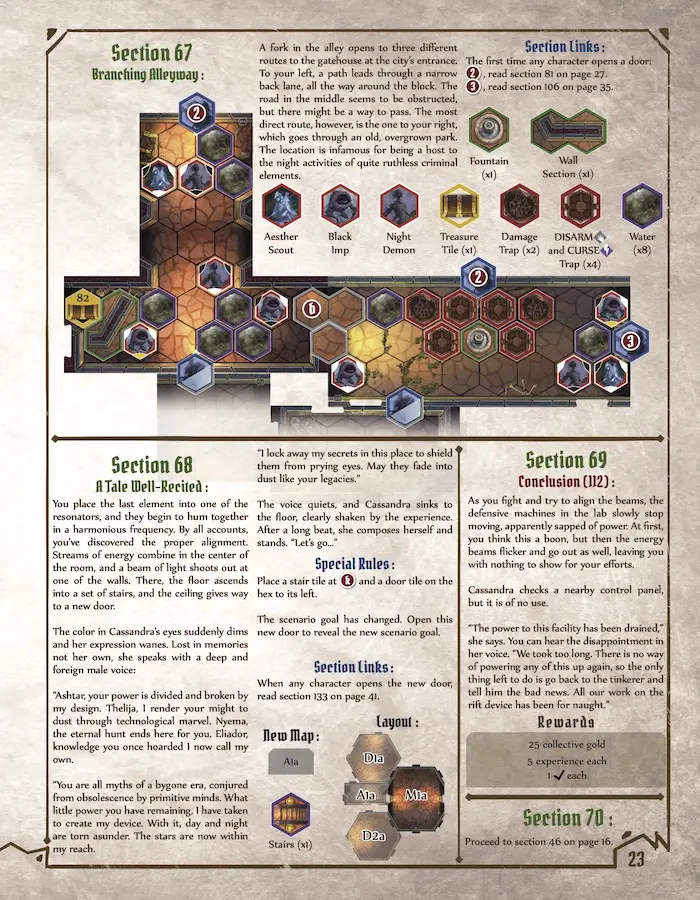 Section 67
Branching Alleyway :
A fork in the alley opens to three different
routes to the gatehouse at the city's entrance.
To your left, a path leads through a narrow
back lane, all the way around the block. The
road in the middle seems to be obstructed,
but there might be a way to pass. The most
direct route, however, is the one to your right,
which goes through an old, overgrown park.
The location is infamous for being a host to
the night activities of quite ruthless criminal
elements.
Section Links :
The first time any character opens a door:
2 , read section 81 on page 27.
3 , read section 106 on page 35.
Fountain
(x1)
Wall
Section (x1)
Aesther
Scout
Black
Imp
Night
Demon
Treasure
Tile (x1)
Damage
Trap (x2)
DISARM
and CURSE
Trap (x4)
Water
(x8)
2
82
b
2
3
Section 68
A Tale Well-Recited :
You place the last element into one of the
resonators, and they begin to hum together
in a harmonious frequency. By all accounts,
you've discovered the proper alignment.
Streams of energy combine in the center of
the room, and a beam of light shoots out at
one of the walls. There, the floor ascends
into a set of stairs, and the ceiling gives way
to a new door.
The color in Cassandra's eyes suddenly dims
and her expression wanes. Lost in memories
not her own, she speaks with a deep and
foreign male voice:
"Ashtar, your power is divided and broken by
my design. Thelija, I render your might to
dust through technological marvel. Nyema,
the eternal hunt ends here for you. Eliador,
knowledge you once hoarded I now call my
own.
"You are all myths of a bygone era, conjured
from obsolescence by primitive minds. What
little power you have remaining, I have taken
to create my device. With it, day and night
are torn asunder. The stars are now within
my reach.
"I lock away my secrets in this place to shield
them from prying eyes. May they fade into
dust like your legacies."
The voice quiets, and Cassandra sinks to
the floor, clearly shaken by the experience.
After a long beat, she composes herself and
stands. "Let's go..."
Special Rules :
Place a stair tile at and a door tile on the
hex to its left.
The scenario goal has changed. Open this
new door to reveal the new scenario goal.
Section Links :
When any character opens the new door,
read section 133 on page 41.
New Map :
A1a
Stairs (x1)
Layout :
D1a
A1a
M1a
D2a
Section 69
Conclusion (112) :
As you fight and try to align the beams, the
defensive machines in the lab slowly stop
moving, apparently sapped of power. At first,
you think this a boon, but then the energy
beams flicker and go out as well, leaving you
with nothing to show for your efforts.
Cassandra checks a nearby control panel,
but it is of no use.
"The power to this facility has been drained,"
she says. You can hear the disappointment in
her voice. "We took too long. There is no way
of powering any of this up again, so the only
thing left to do is go back to the tinkerer and
tell him the bad news. All our work on the
rift device has been for naught."
Rewards
25 collective gold
5 experience each
1 ✓ each
Section 70 :
Proceed to section 46 on page 16.
23